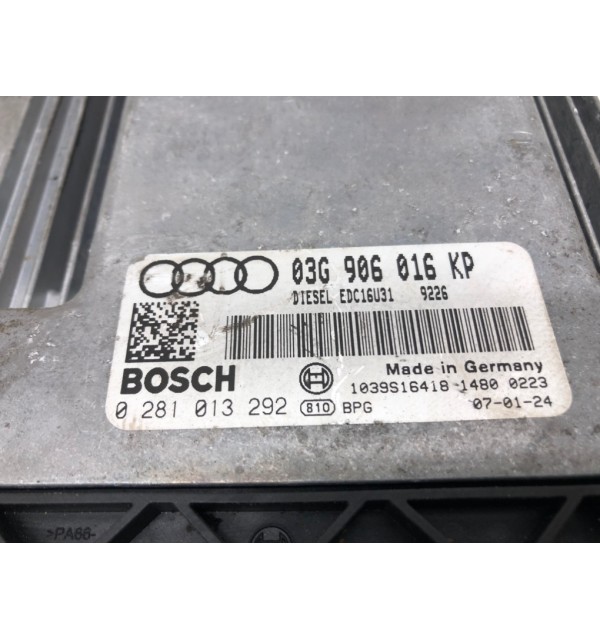 03G 906 016 KP
DIESEL EDC16U31 9226
BOSCH
Made in Germany
1039S16418 1480 0223
0 281 013 292 810 BPG 07-01-24
>PA66-